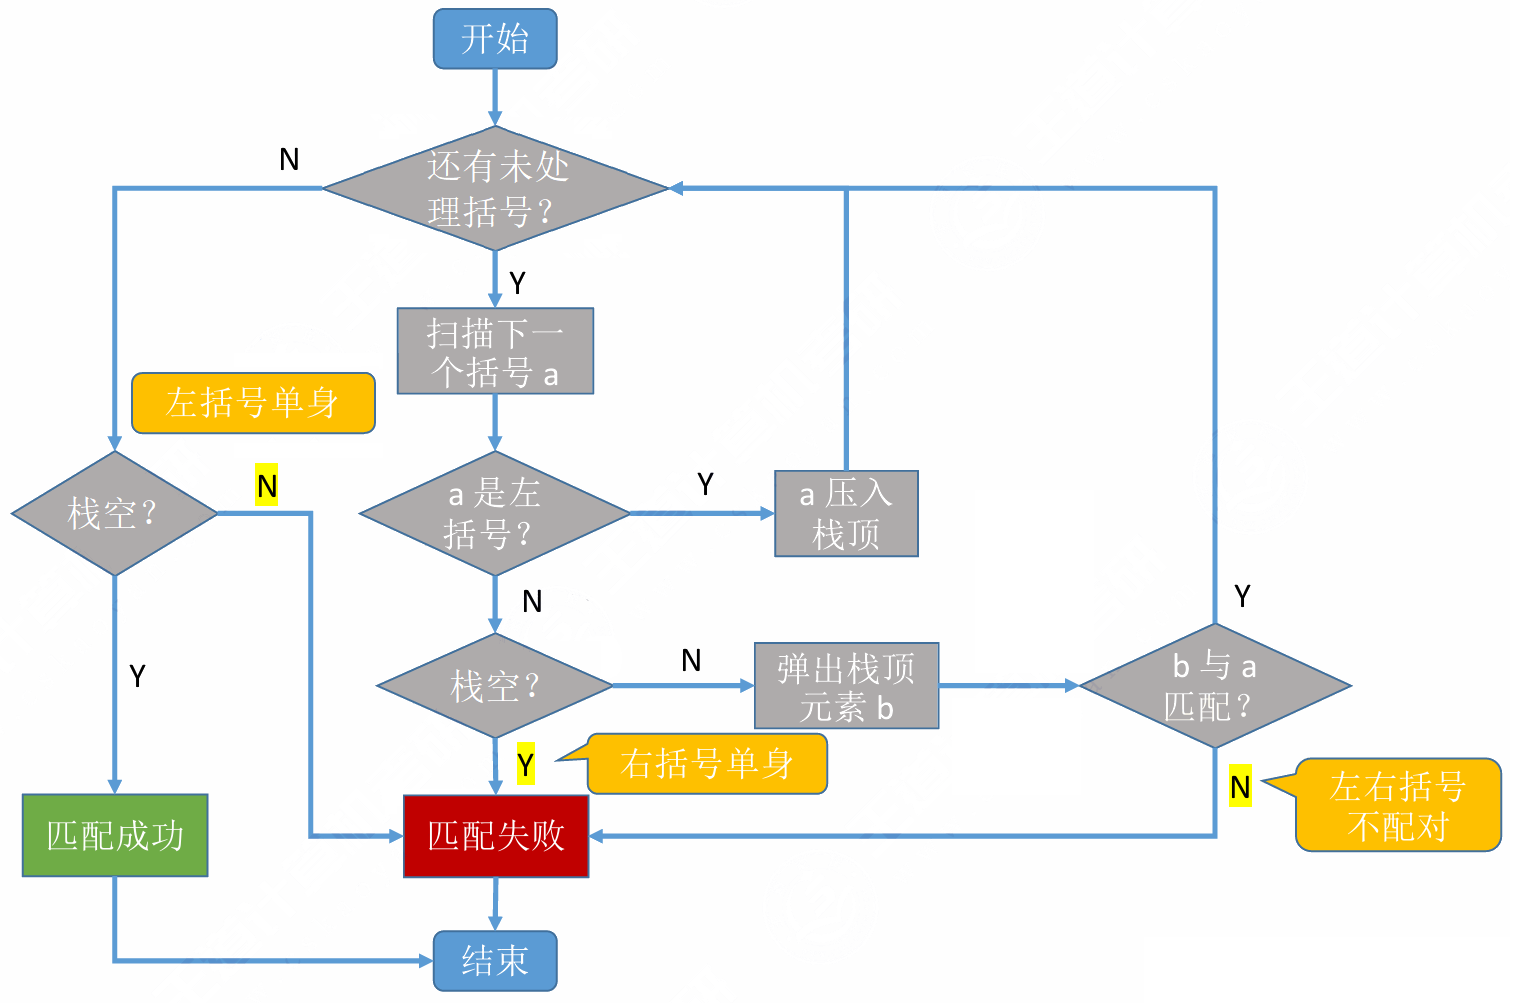 开始
N
还有未处
理括号？
Y
扫描下一
个括号 a
左括号单身
栈空？
N
a 是左
括号？
Y
a 压入
栈顶
N
Y
栈空？
N
弹出栈顶
元素 b
b 与 a
匹配？
Y
Y
右括号单身
N
左右括号
不配对
匹配成功
匹配失败
结束